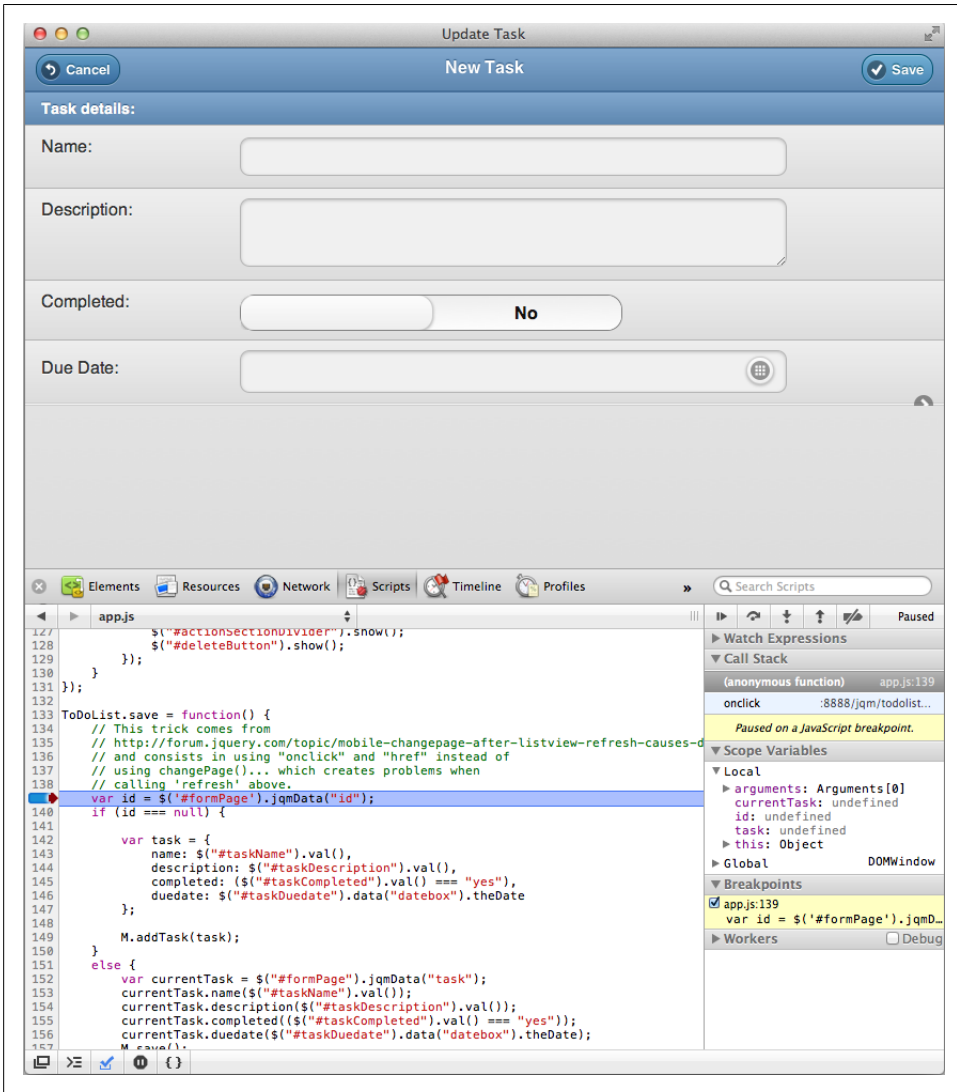 Update Task
Cancel
New Task
Save
Task details:
Name:
Description:
Completed:
No
Due Date:
Elements
Resources
Network
Scripts
Timeline
Profiles
»
Search Scripts
app.js
Paused
127 $("#actionSectionDivider").show();
128 $("#deleteButton").show();
129 });
130 }
131 });
132
133 ToDoList.save = function() {
134 // This trick comes from
135 // http://forum.jquery.com/topic/mobile-changepage-after-listview-refresh-causes-d
136 // and consists in using "onclick" and "href" instead of
137 // using changePage()... which creates problems when
138 // calling 'refresh' above.
var id = $('#formPage').jqmData("id");
140 if (id === null) {
141
142 var task = {
143 name: $("#taskName").val(),
144 description: $("#taskDescription").val(),
145 completed: ($("#taskCompleted").val() === "yes"),
146 duedate: $("#taskDuedate").data("datebox").theDate
147 };
148
149 M.addTask(task);
150 }
151 else {
152 var currentTask = $("#formPage").jqmData("task");
153 currentTask.name($("#taskName").val());
154 currentTask.description($("#taskDescription").val());
155 currentTask.completed(($("#taskCompleted").val() === "yes"));
156 currentTask.duedate($("#taskDuedate").data("datebox").theDate);
157 M.save();
Watch Expressions
Call Stack
(anonymous function) app.js:139
onclick :8888/jqm/todolist...
Paused on a JavaScript breakpoint.
Scope Variables
Local
arguments: Arguments[0]
currentTask: undefined
id: undefined
task: undefined
this: Object
Global DOMWindow
Breakpoints
app.js:139
var id = $('#formPage').jqmD…
Workers Debug
{}